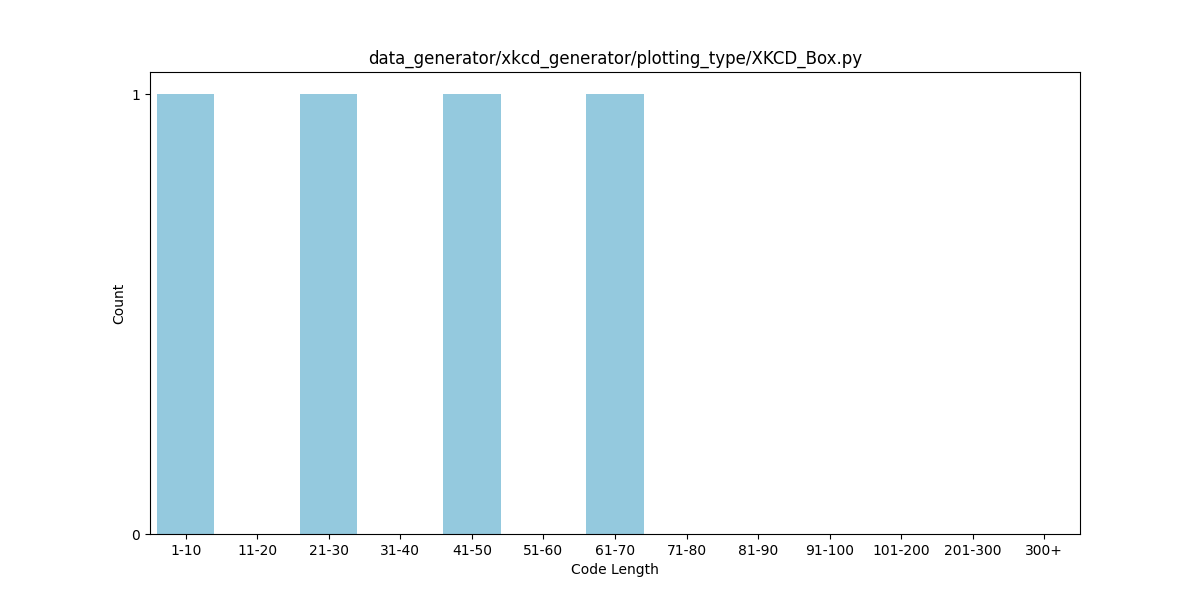 data_generator/xkcd_generator/plotting_type/XKCD_Box.py
1
Count
0
1-10 11-20 21-30 31-40 41-50 51-60 61-70 71-80 81-90 91-100 101-200 201-300 300+
Code Length